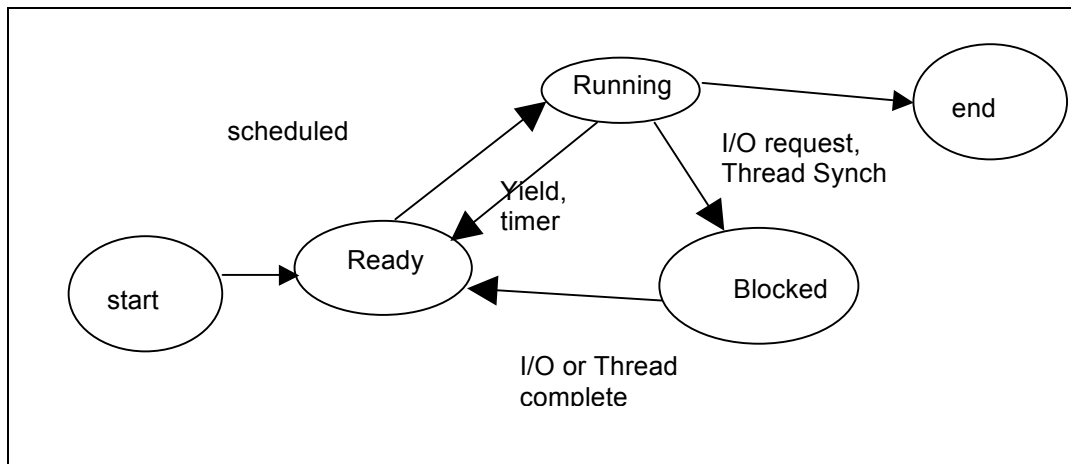 Running
end
scheduled
I/O request,
Thread Synch
Yield,
timer
Ready
start
Blocked
I/O or Thread
complete